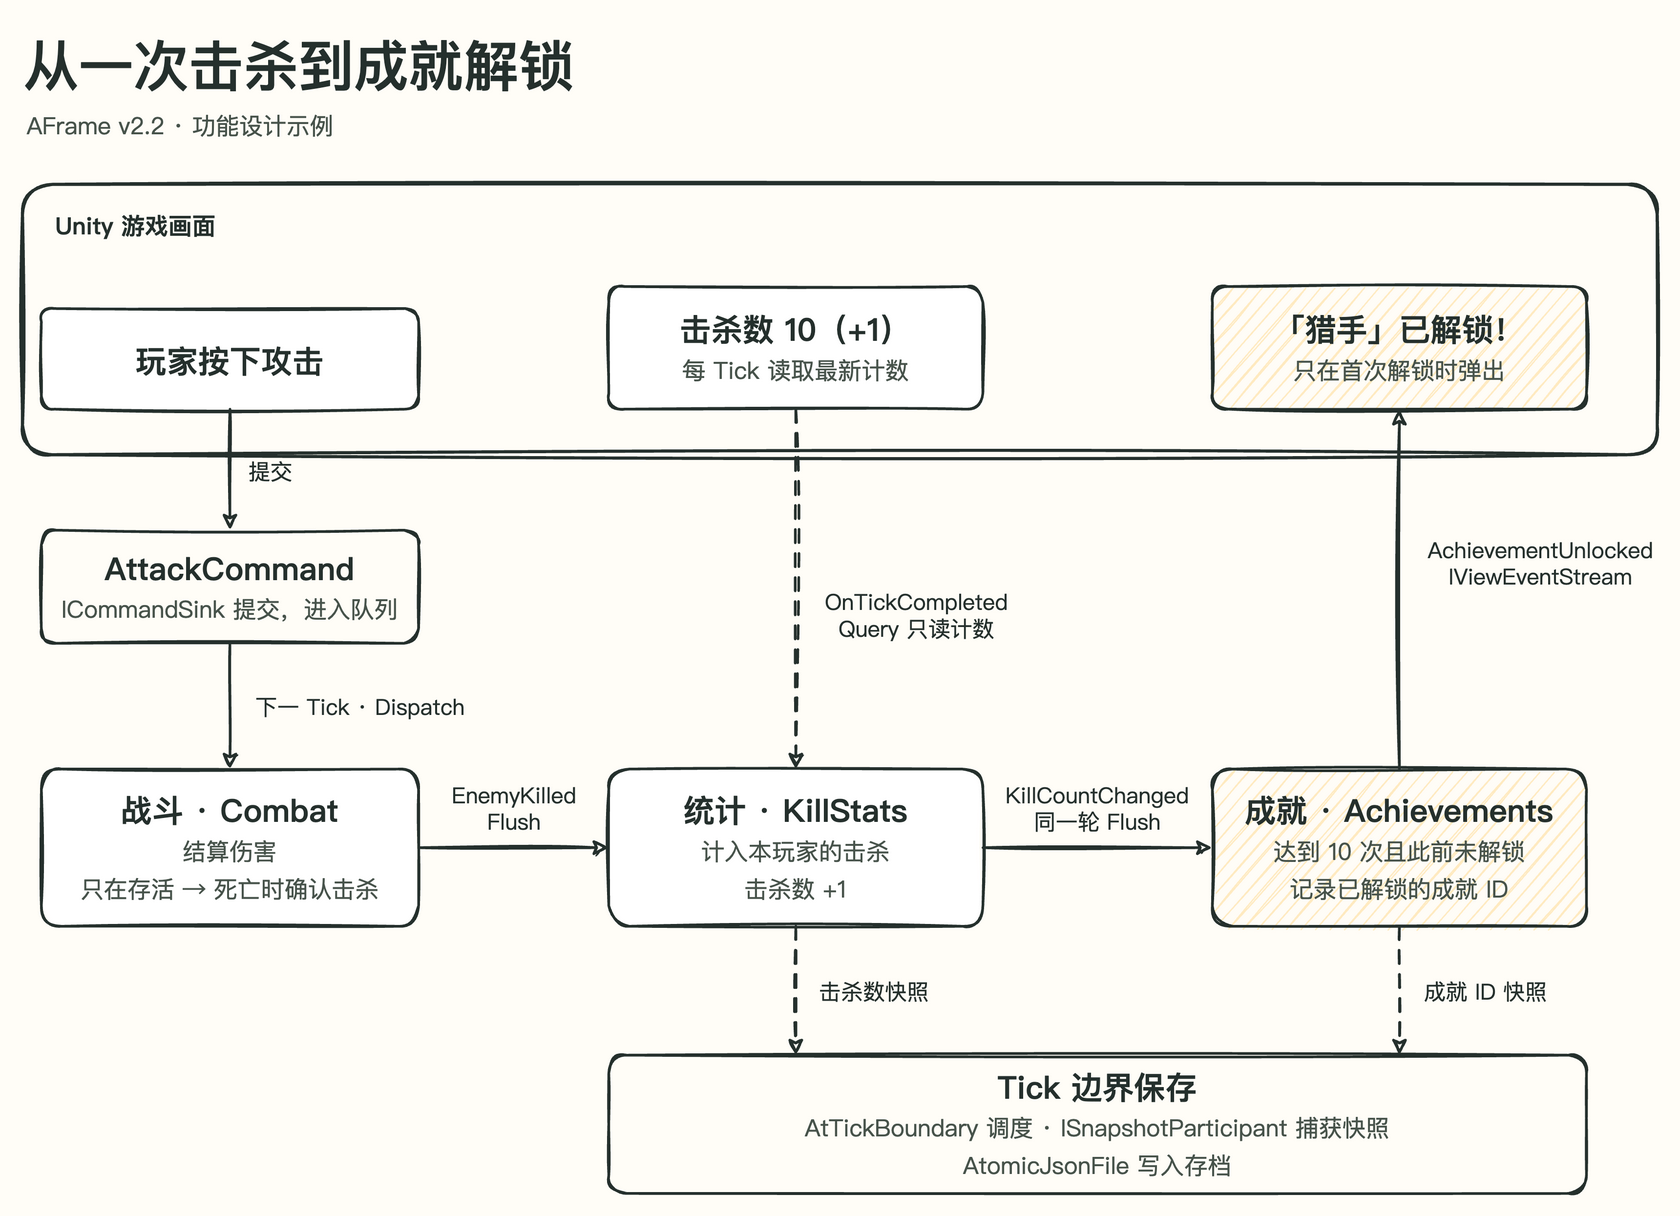 从一次击杀到成就解锁
AFrame v2.2 · 功能设计示例
Unity 游戏画面
玩家按下攻击
击杀数 10（+1）
每 Tick 读取最新计数
「猎手」已解锁！
只在首次解锁时弹出
提交
AttackCommand
ICommandSink 提交，进入队列
OnTickCompleted
Query 只读计数
AchievementUnlocked
IViewEventStream
下一 Tick · Dispatch
战斗 · Combat
结算伤害
只在存活 → 死亡时确认击杀
EnemyKilled
Flush
统计 · KillStats
计入本玩家的击杀
击杀数 +1
KillCountChanged
同一轮 Flush
成就 · Achievements
达到 10 次且此前未解锁
记录已解锁的成就 ID
击杀数快照
成就 ID 快照
Tick 边界保存
AtTickBoundary 调度 · ISnapshotParticipant 捕获快照
AtomicJsonFile 写入存档